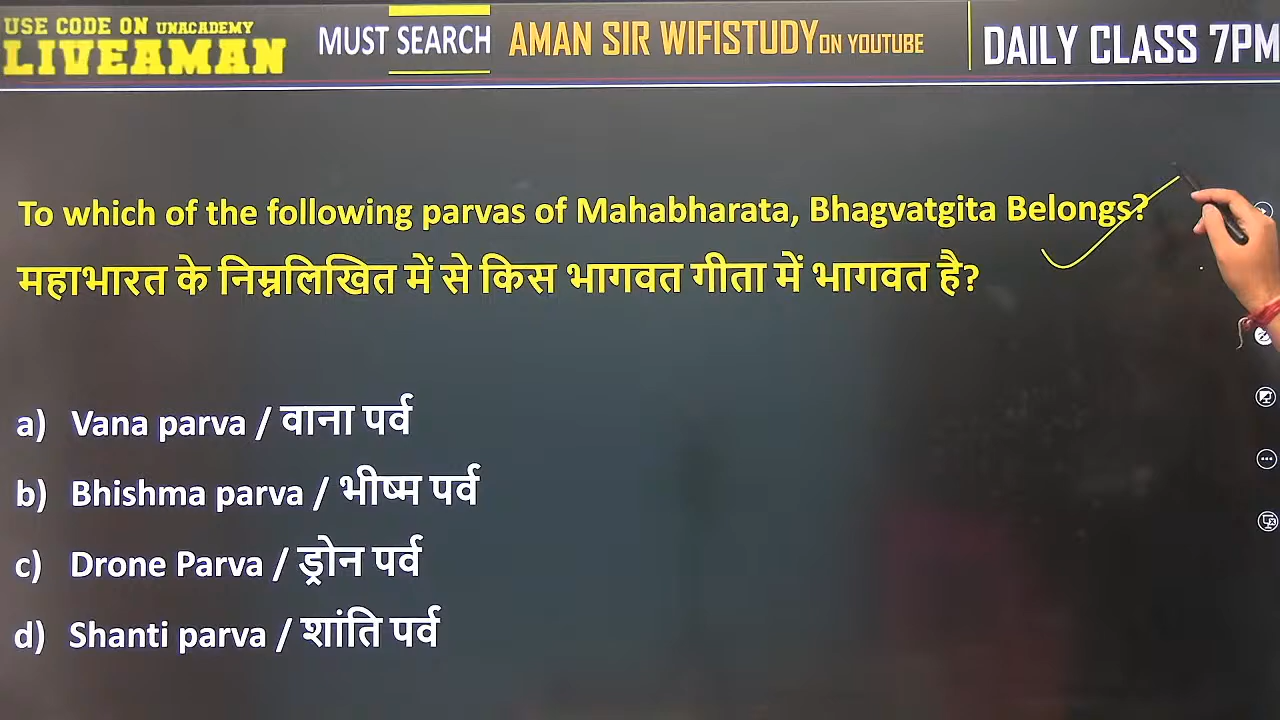 USE CODE ON UNACADEMY
LIVEAMAN
MUST SEARCH
AMAN SIR WIFISTUDY ON YOUTUBE
DAILY CLASS 7PM
To which of the following parvas of Mahabharata, Bhagvatgita Belongs?
महाभारत के निम्नलिखित में से किस भागवत गीता में भागवत है?
a) Vana parva / वाना पर्व
b) Bhishma parva / भीष्म पर्व
c) Drone Parva / ड्रोन पर्व
d) Shanti parva / शांति पर्व